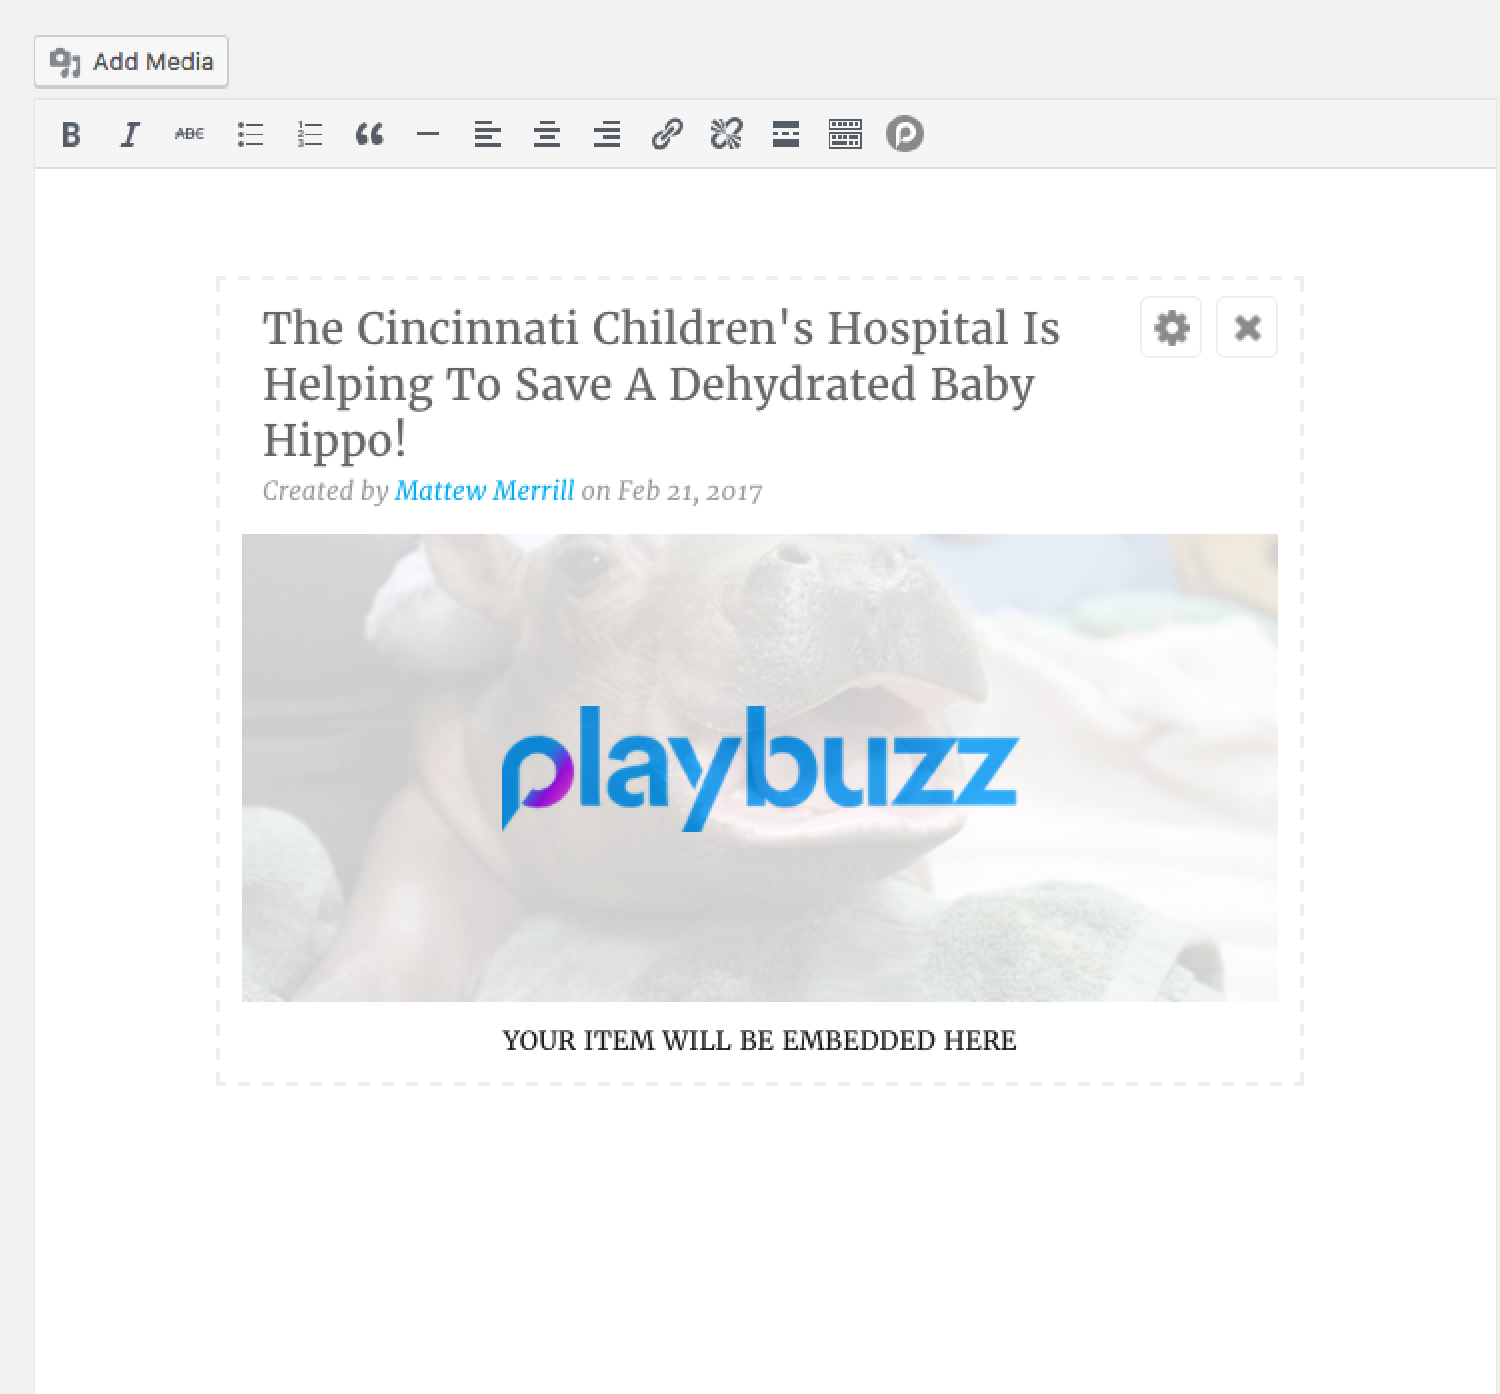 Add Media
B I ABC
The Cincinnati Children's Hospital Is
Helping To Save A Dehydrated Baby
Hippo!
Created by Mattew Merrill on Feb 21, 2017
playbuzz
YOUR ITEM WILL BE EMBEDDED HERE